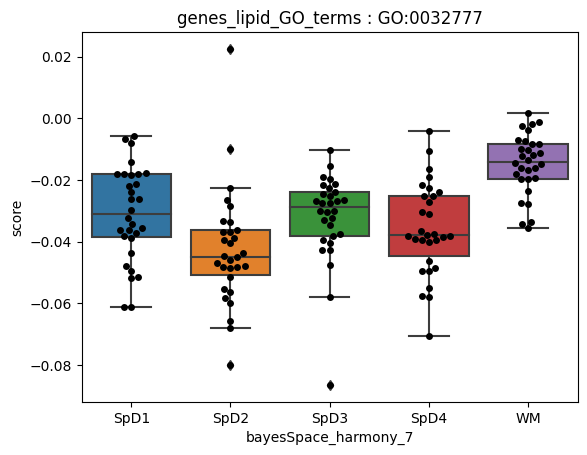 genes_lipid_GO_terms : GO:0032777
0.02
0.00
−0.02
−0.04
−0.06
−0.08
score
SpD1 SpD2 SpD3 SpD4 WM
bayesSpace_harmony_7